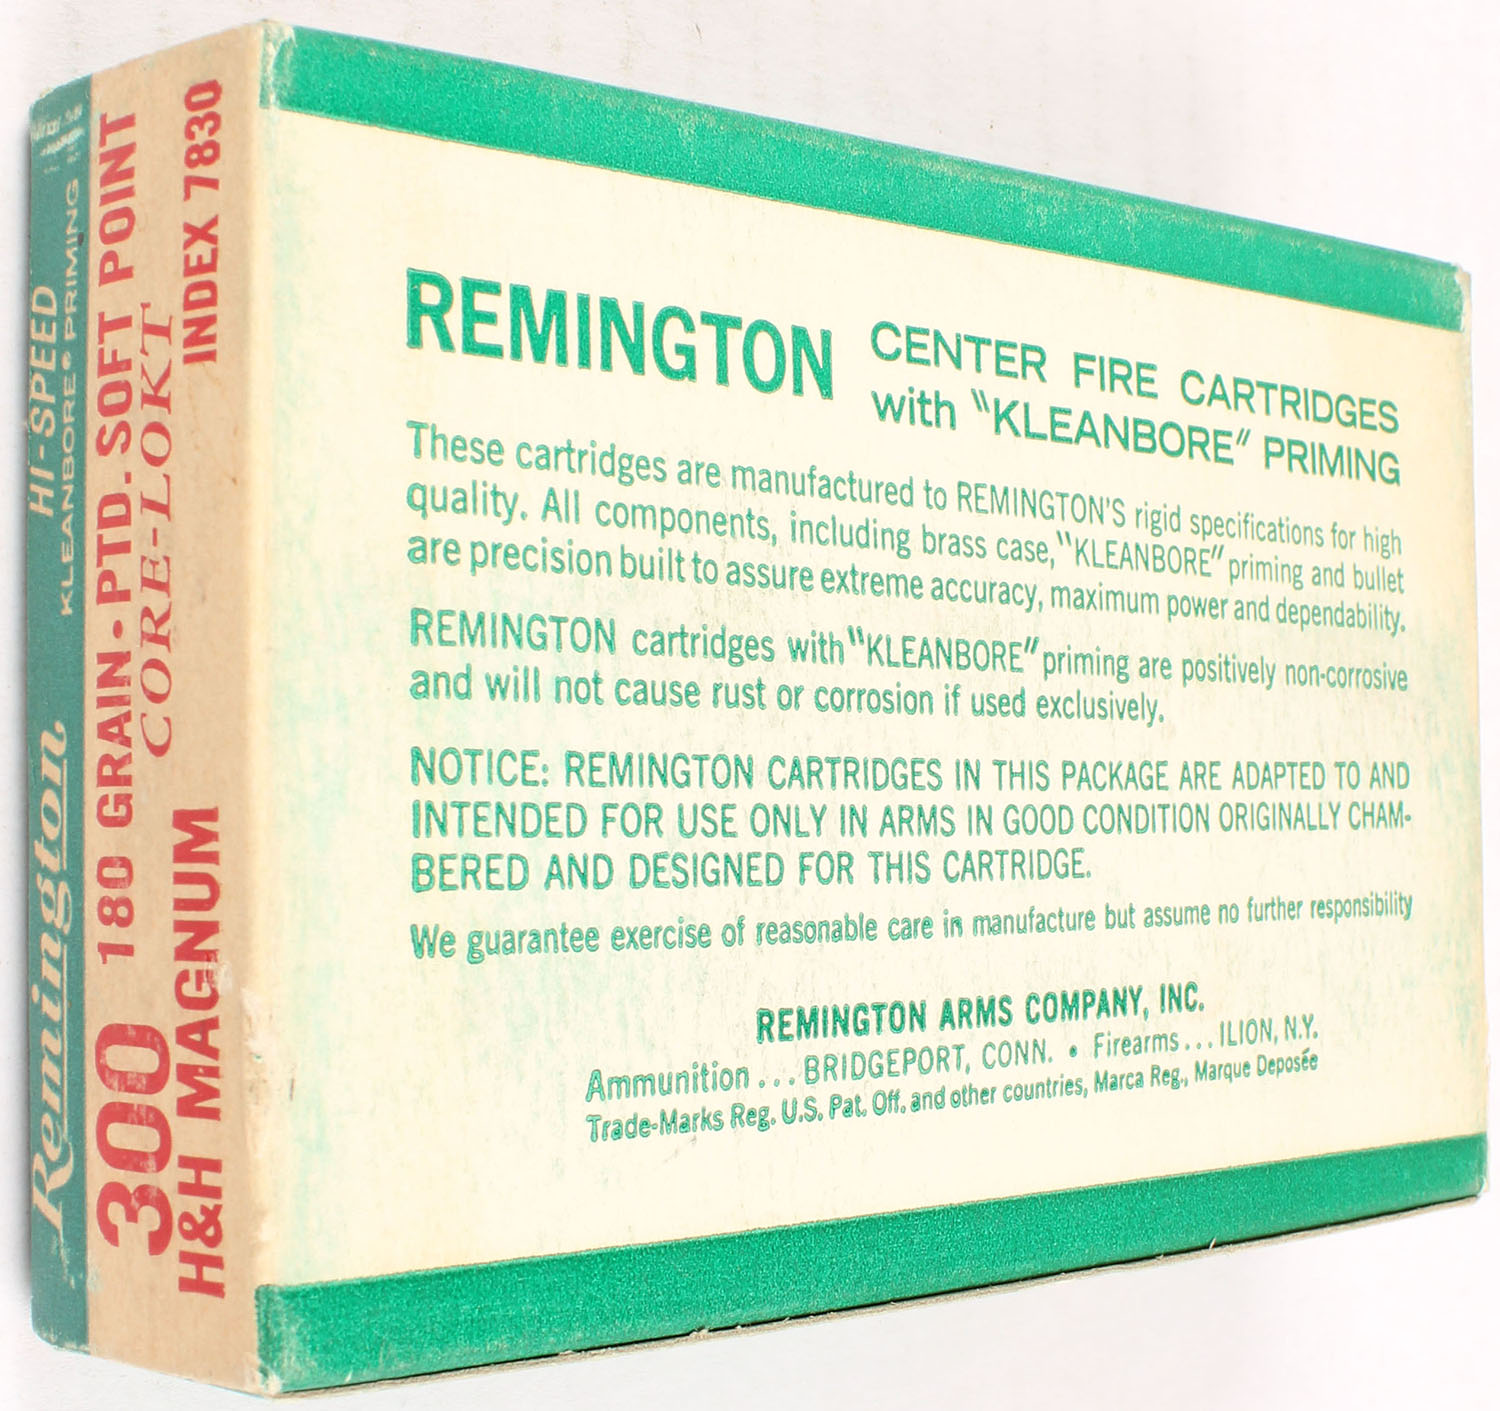 Remington HI-SPEED
KLEANBORE® PRIMING
300 180 GRAIN • PTD. SOFT POINT
CORE-LOKT
H&H MAGNUM INDEX 7830
REMINGTON CENTER FIRE CARTRIDGES
with "KLEANBORE" PRIMING
These cartridges are manufactured to REMINGTON'S rigid specifications for high
quality. All components, including brass case, "KLEANBORE" priming and bullet
are precision built to assure extreme accuracy, maximum power and dependability.
REMINGTON cartridges with "KLEANBORE" priming are positively non-corrosive
and will not cause rust or corrosion if used exclusively.
NOTICE: REMINGTON CARTRIDGES IN THIS PACKAGE ARE ADAPTED TO AND
INTENDED FOR USE ONLY IN ARMS IN GOOD CONDITION ORIGINALLY CHAM-
BERED AND DESIGNED FOR THIS CARTRIDGE.
We guarantee exercise of reasonable care in manufacture but assume no further responsibility
REMINGTON ARMS COMPANY, INC.
Ammunition . . . BRIDGEPORT, CONN. • Firearms . . . ILION, N.Y.
Trade-Marks Reg. U.S. Pat. Off. and other countries, Marca Reg., Marque Deposée